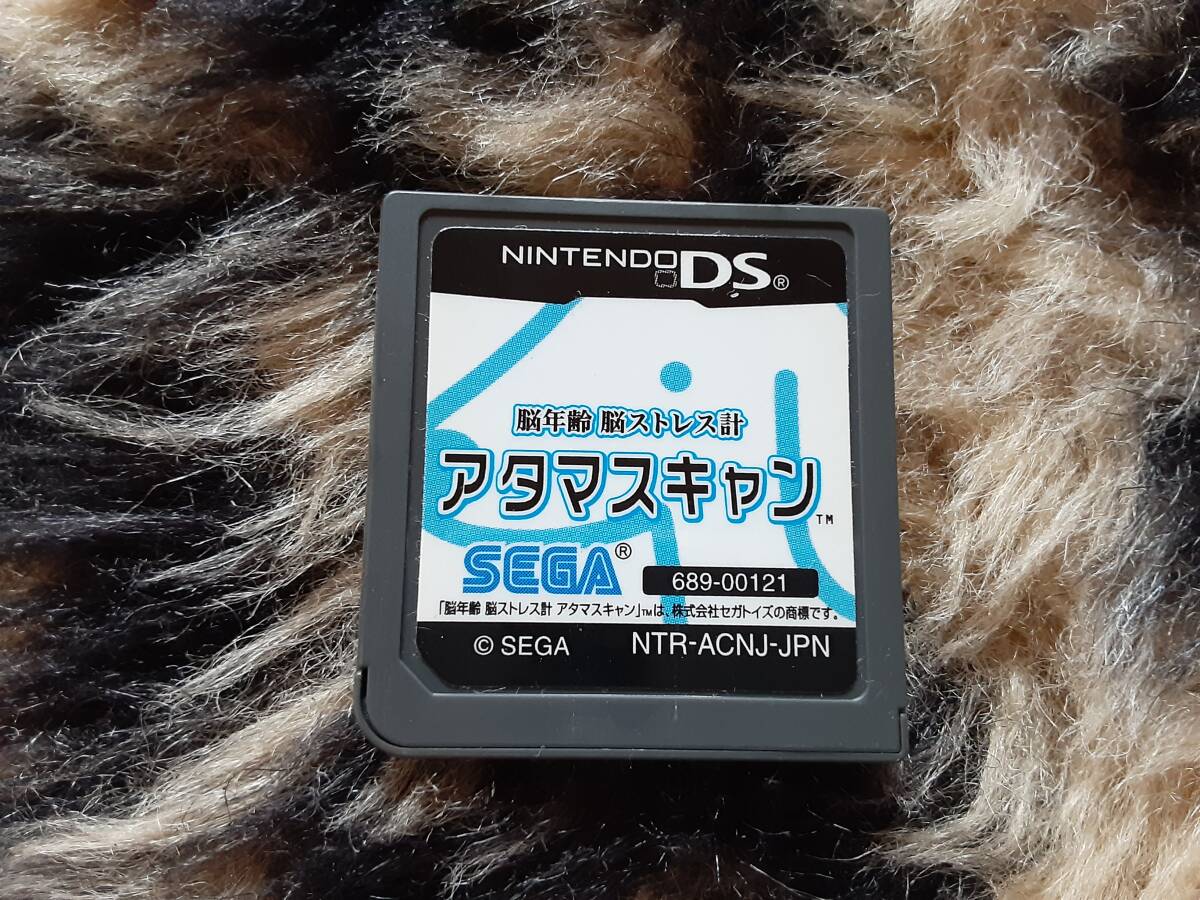 NINTENDO DS®
脳年齢 脳ストレス計
アタマスキャン™
SEGA®
689-00121
「脳年齢 脳ストレス計 アタマスキャン」™は、株式会社セガトイズの商標です。
© SEGA NTR-ACNJ-JPN